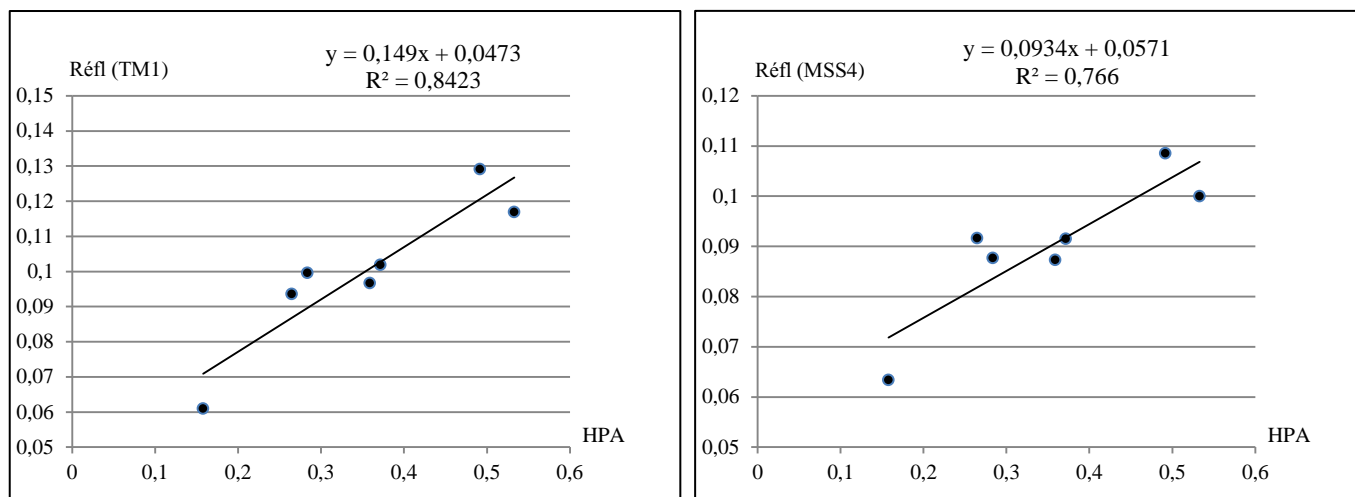 y = 0,149x + 0,0473
R² = 0,8423
Réfl (TM1)
0,15
0,14
0,13
0,12
0,11
0,1
0,09
0,08
0,07
0,06
0,05
HPA
0 0,1 0,2 0,3 0,4 0,5 0,6
y = 0,0934x + 0,0571
R² = 0,766
Réfl (MSS4)
0,12
0,11
0,1
0,09
0,08
0,07
0,06
0,05
HPA
0 0,1 0,2 0,3 0,4 0,5 0,6